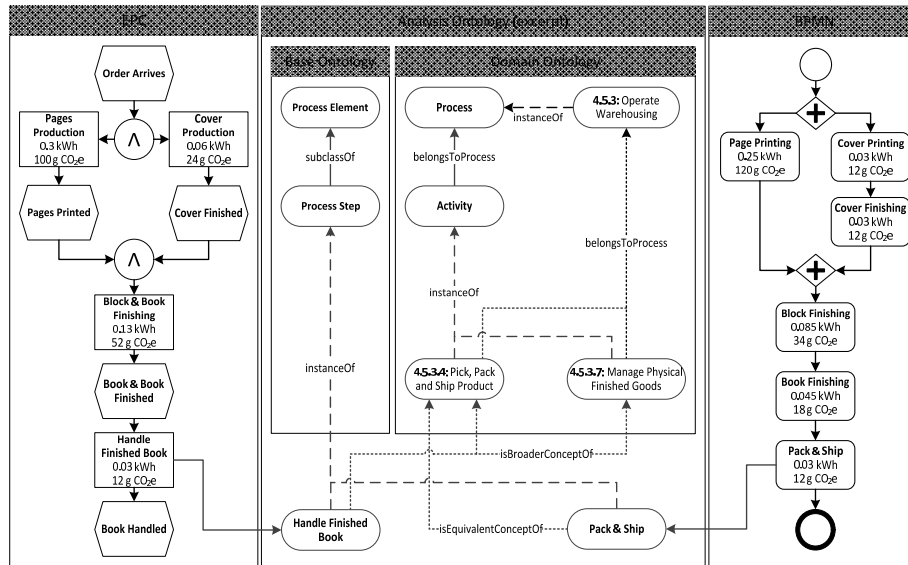 EPC
Order Arrives
Pages
Production
0.3 kWh
100 g CO₂e
Λ
Cover
Production
0.06 kWh
24 g CO₂e
Pages Printed
Cover Finished
Λ
Block & Book
Finishing
0.13 kWh
52 g CO₂e
Book & Book
Finished
Handle
Finished Book
0.03 kWh
12 g CO₂e
Book Handled
Analysis Ontology (excerpt)
Base Ontology
Process Element
subclassOf
Process Step
instanceOf
Domain Ontology
Process
instanceOf
4.5.3: Operate
Warehousing
belongsToProcess
Activity
belongsToProcess
instanceOf
4.5.3.4: Pick, Pack
and Ship Product
4.5.3.7: Manage Physical
Finished Goods
isBroaderConceptOf
Handle Finished
Book
isEquivalentConceptOf
Pack & Ship
BPMN
Page Printing
0.25 kWh
120 g CO₂e
Cover Printing
0.03 kWh
12 g CO₂e
Cover Finishing
0.03 kWh
12 g CO₂e
Block Finishing
0.085 kWh
34 g CO₂e
Book Finishing
0.045 kWh
18 g CO₂e
Pack & Ship
0.03 kWh
12 g CO₂e